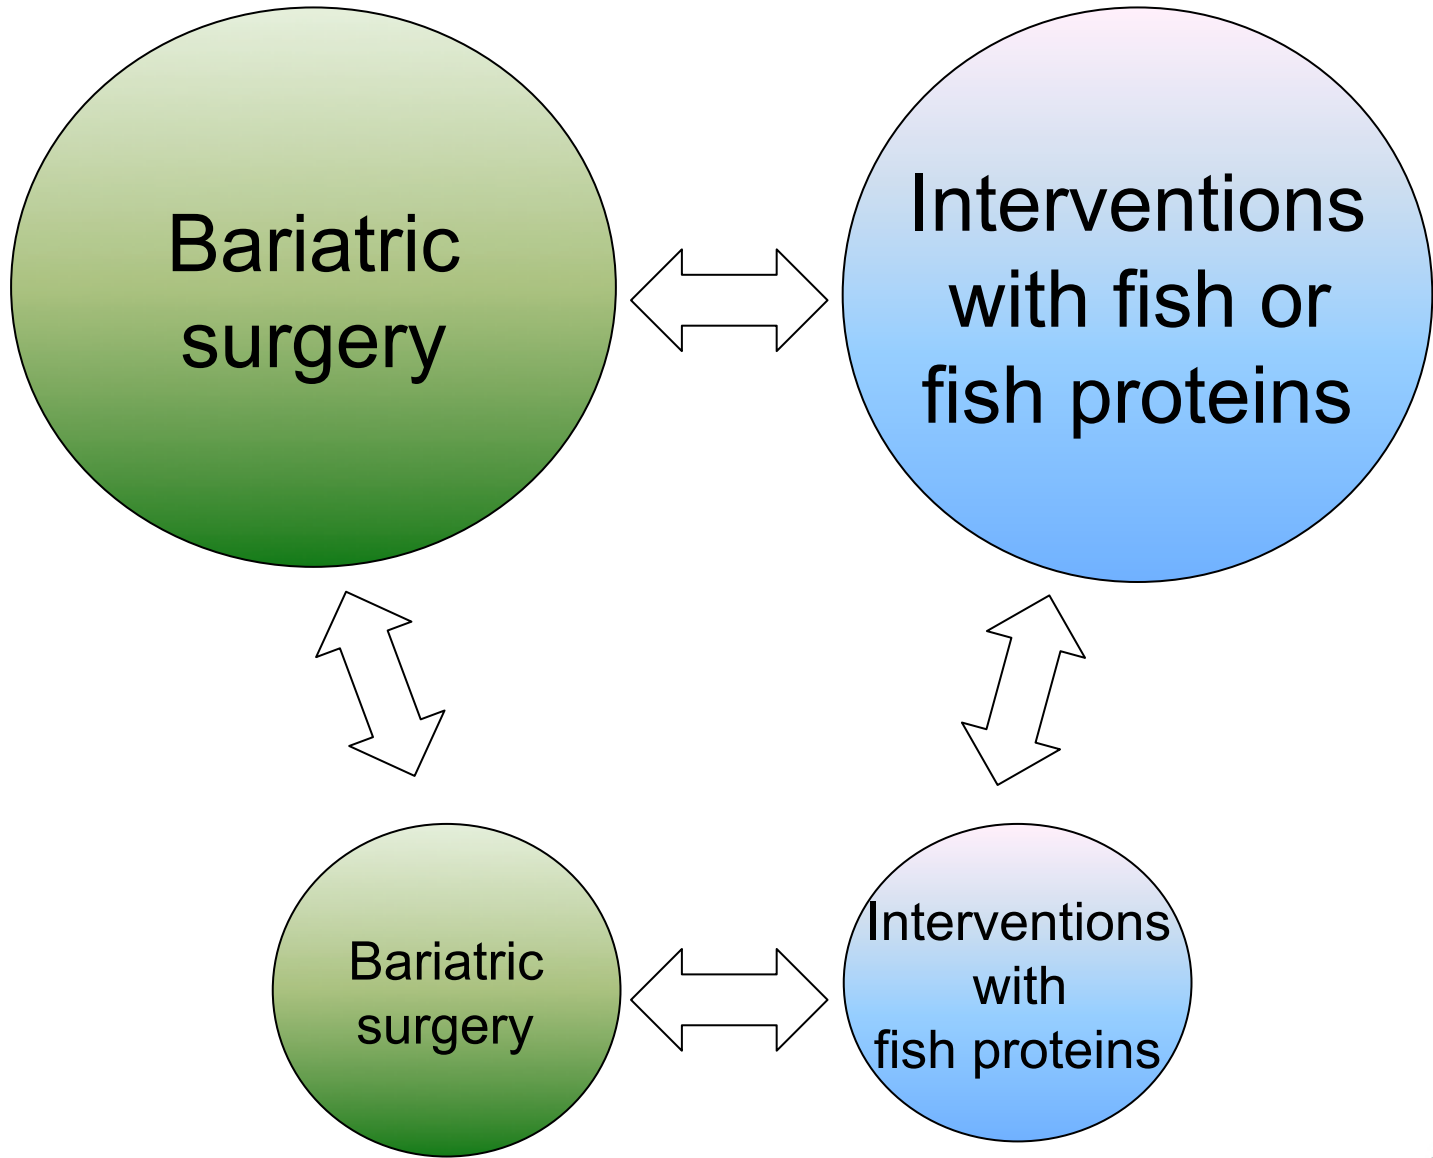 Bariatric
surgery
Interventions
with fish or
fish proteins
Bariatric
surgery
Interventions
with
fish proteins